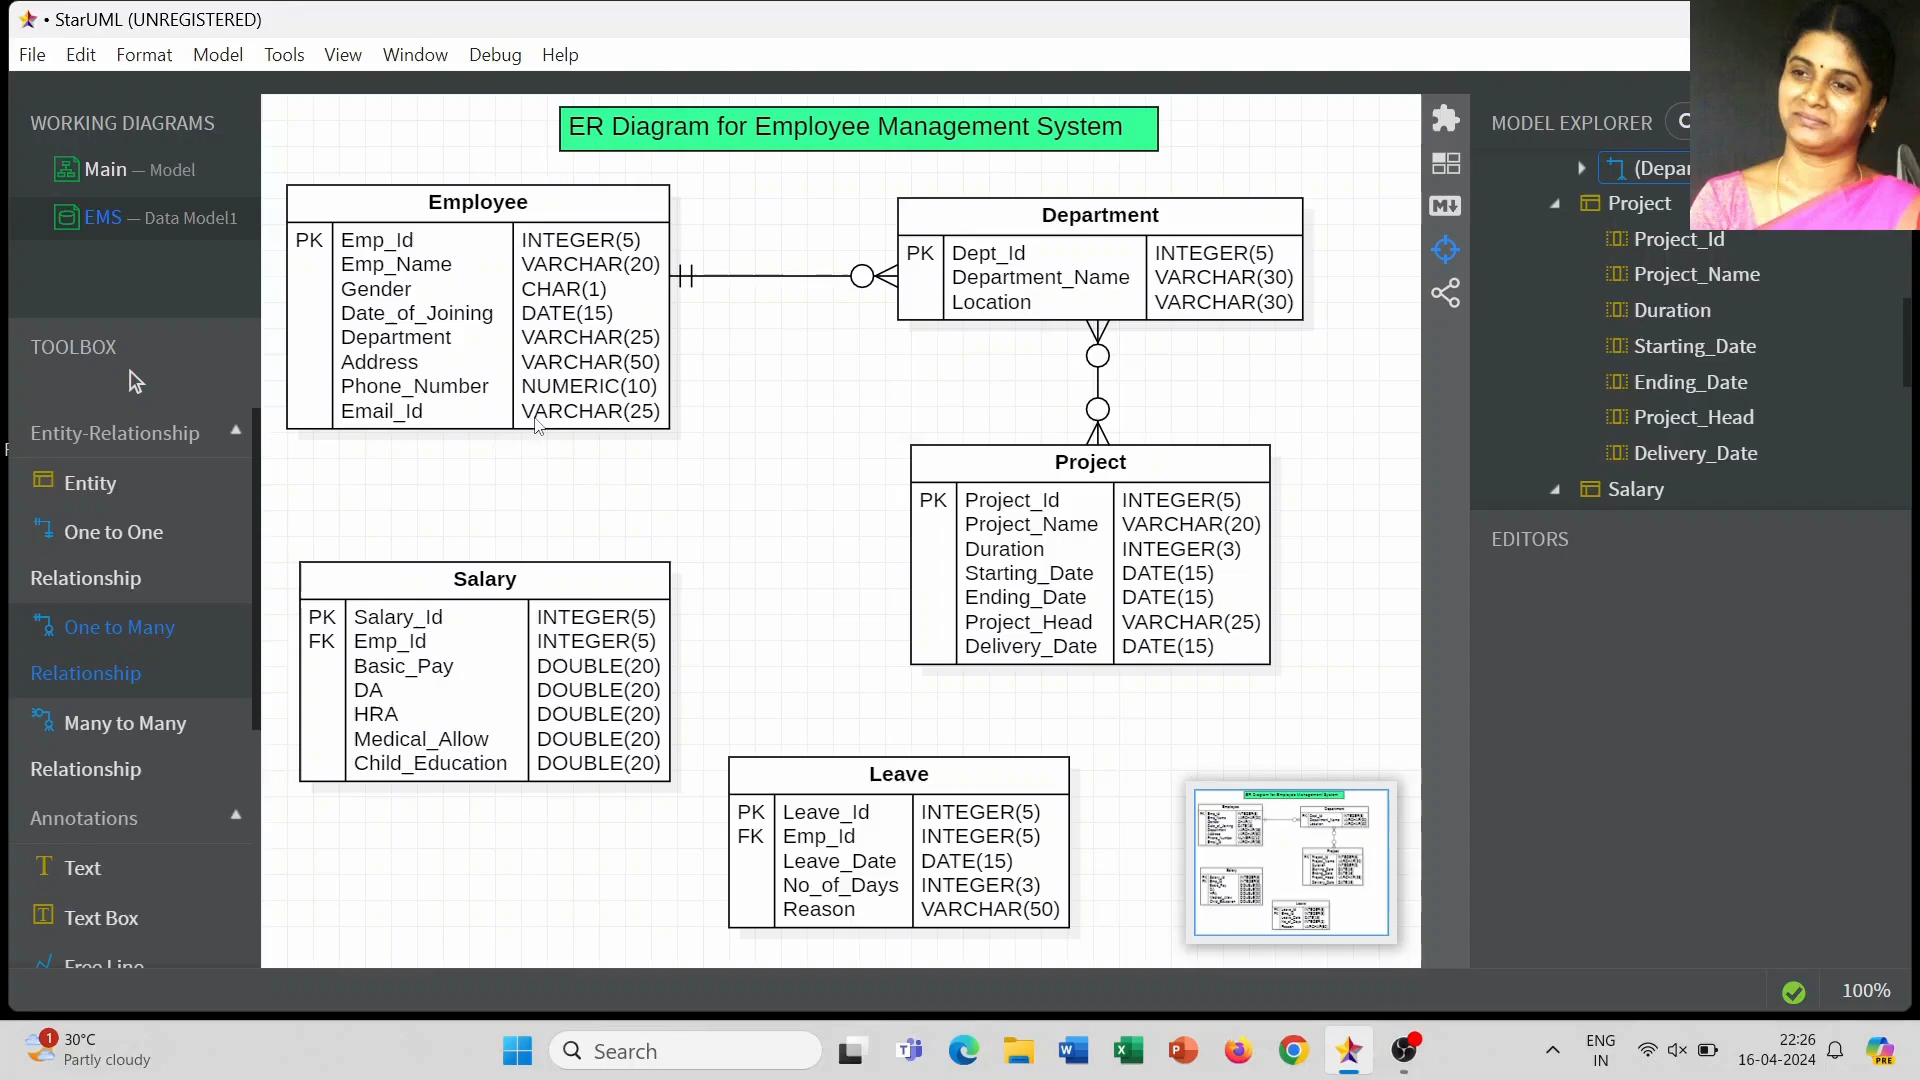 • StarUML (UNREGISTERED)
File Edit Format Model Tools View Window Debug Help
WORKING DIAGRAMS
Main — Model
EMS — Data Model1
TOOLBOX
Entity-Relationship
Entity
One to One
Relationship
One to Many
Relationship
Many to Many
Relationship
Annotations
Text
Text Box
Free Line
ER Diagram for Employee Management System
Employee
PK Emp_Id INTEGER(5)
Emp_Name VARCHAR(20)
Gender CHAR(1)
Date_of_Joining DATE(15)
Department VARCHAR(25)
Address VARCHAR(50)
Phone_Number NUMERIC(10)
Email_Id VARCHAR(25)
Department
PK Dept_Id INTEGER(5)
Department_Name VARCHAR(30)
Location VARCHAR(30)
Project
PK Project_Id INTEGER(5)
Project_Name VARCHAR(20)
Duration INTEGER(3)
Starting_Date DATE(15)
Ending_Date DATE(15)
Project_Head VARCHAR(25)
Delivery_Date DATE(15)
Salary
PK Salary_Id INTEGER(5)
FK Emp_Id INTEGER(5)
Basic_Pay DOUBLE(20)
DA DOUBLE(20)
HRA DOUBLE(20)
Medical_Allow DOUBLE(20)
Child_Education DOUBLE(20)
Leave
PK Leave_Id INTEGER(5)
FK Emp_Id INTEGER(5)
Leave_Date DATE(15)
No_of_Days INTEGER(3)
Reason VARCHAR(50)
MODEL EXPLORER
(Depar
Project
Project_Id
Project_Name
Duration
Starting_Date
Ending_Date
Project_Head
Delivery_Date
Salary
EDITORS
100%
1
30°C
Partly cloudy
Search
ENG
IN
22:26
16-04-2024
PRE